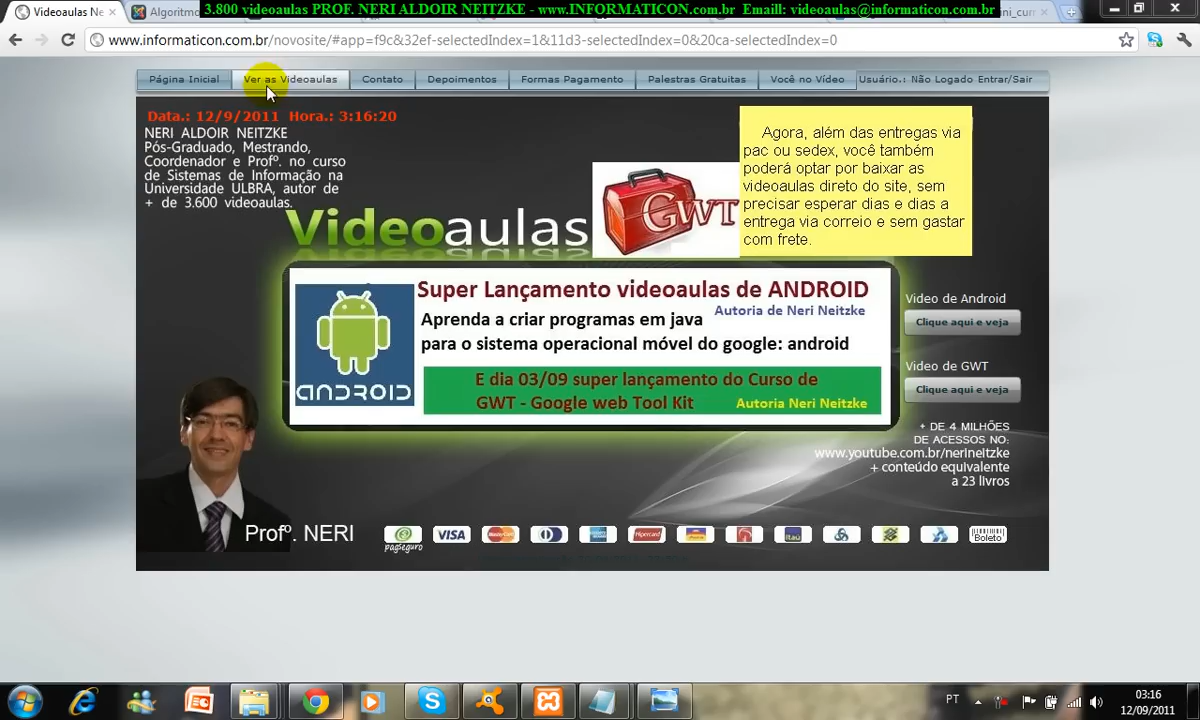 3.800 videoaulas PROF. NERI ALDOIR NEITZKE - www.INFORMATICON.com.br Emaill: videoaulas@informaticon.com.br
Videoaulas Ne
Algoritmo
www.informaticon.com.br/novosite/#app=f9c&32ef-selectedIndex=1&11d3-selectedIndex=0&20ca-selectedIndex=0
Página Inicial
Ver as Videoaulas
Contato
Depoimentos
Formas Pagamento
Palestras Gratuitas
Você no Vídeo
Usuário.: Não Logado Entrar/Sair
Data.: 12/9/2011 Hora.: 3:16:20
NERI ALDOIR NEITZKE
Pós-Graduado, Mestrando,
Coordenador e Profº. no curso
de Sistemas de Informação na
Universidade ULBRA, autor de
+ de 3.600 videoaulas.
Videoaulas
GWT
Agora, além das entregas via
pac ou sedex, você também
poderá optar por baixar as
videoaulas direto do site, sem
precisar esperar dias e dias a
entrega via correio e sem gastar
com frete.
Super Lançamento videoaulas de ANDROID
Autoria de Neri Neitzke
Aprenda a criar programas em java
para o sistema operacional móvel do google: android
ANDROID
E dia 03/09 super lançamento do Curso de
GWT - Google web Tool Kit
Autoria Neri Neitzke
Video de Android
Clique aqui e veja
Video de GWT
Clique aqui e veja
+ DE 4 MILHÕES
DE ACESSOS NO:
www.youtube.com.br/nerineitzke
+ conteúdo equivalente
a 23 livros
Profº. NERI
pagseguro
VISA
MasterCard
Hipercard
Itaú
Boleto
PT
03:16
12/09/2011